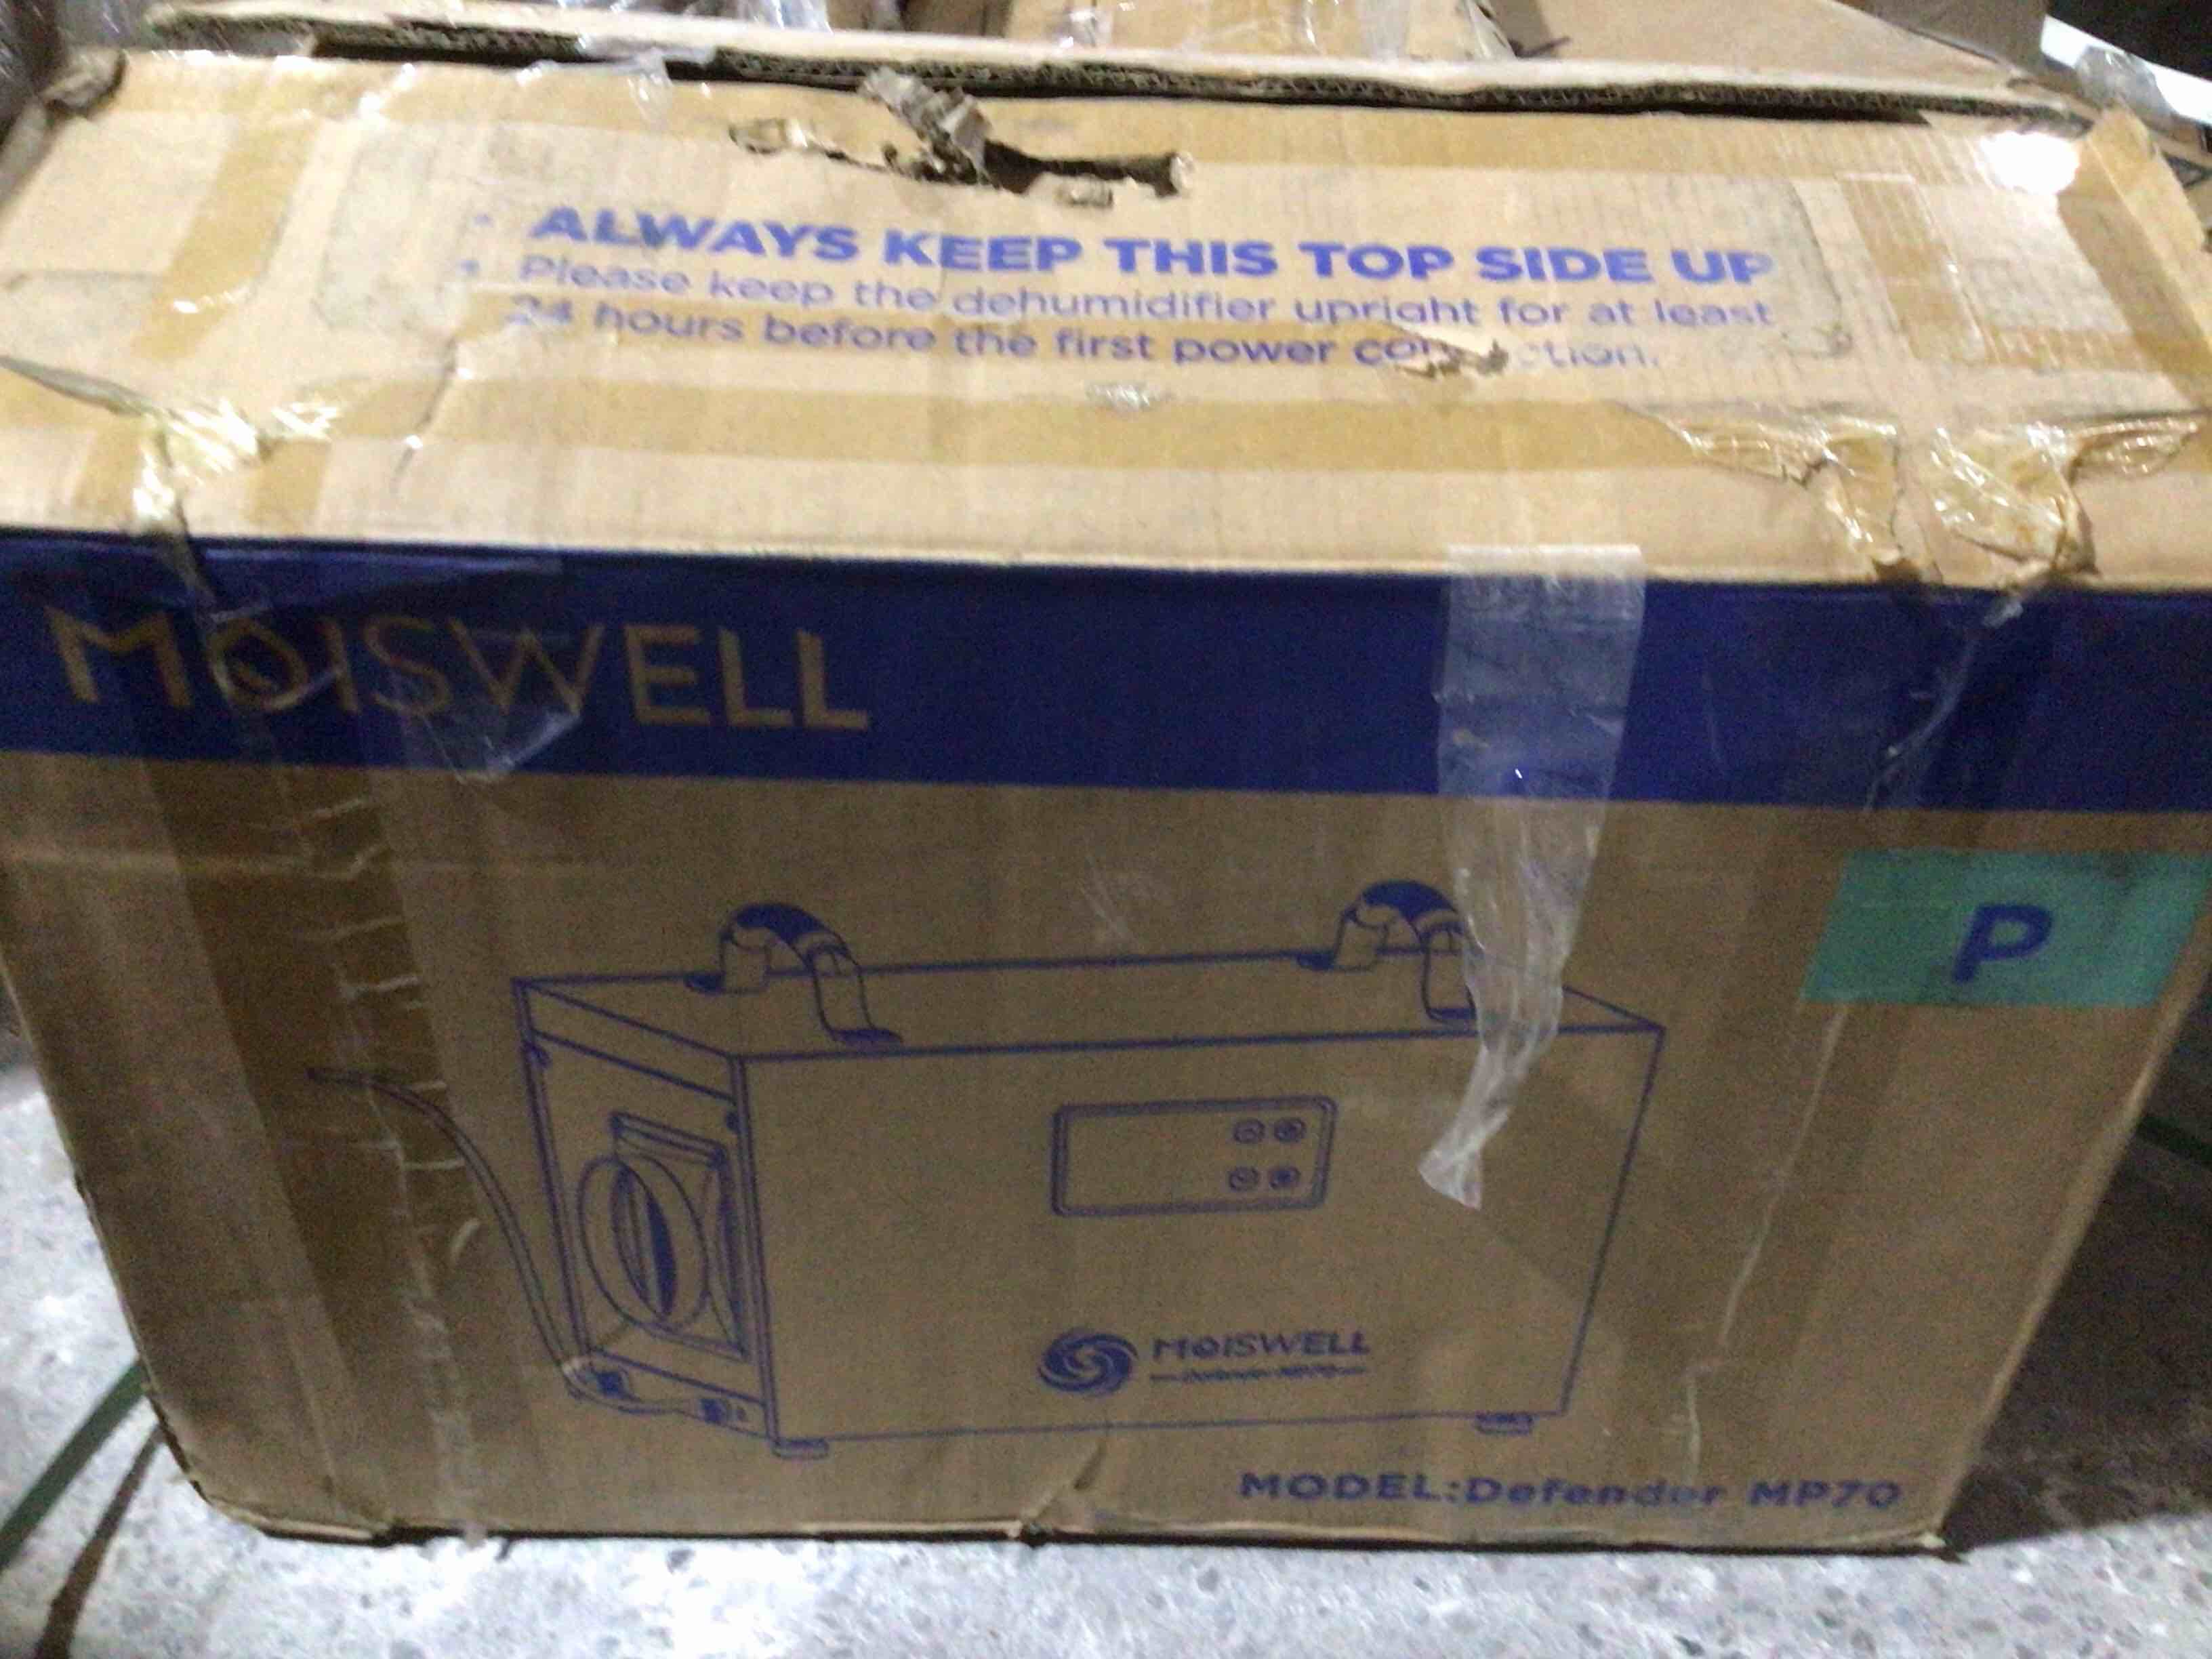 ALWAYS KEEP THIS TOP SIDE UP
Please keep the dehumidifier upright for at least
24 hours before the first power
MOISWELL
P
MOISWELL
MODEL:Defender MP70